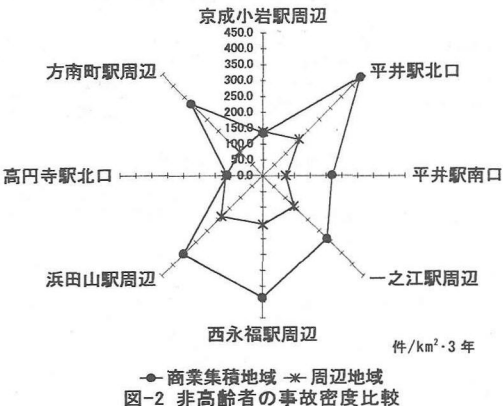 京成小岩駅周辺
450.0
400.0
350.0
300.0
250.0
200.0
150.0
100.0
50.0
0.0
方南町駅周辺
平井駅北口
高円寺駅北口
平井駅南口
浜田山駅周辺
一之江駅周辺
西永福駅周辺
件/km²・3 年
商業集積地域 周辺地域
図-2 非高齢者の事故密度比較